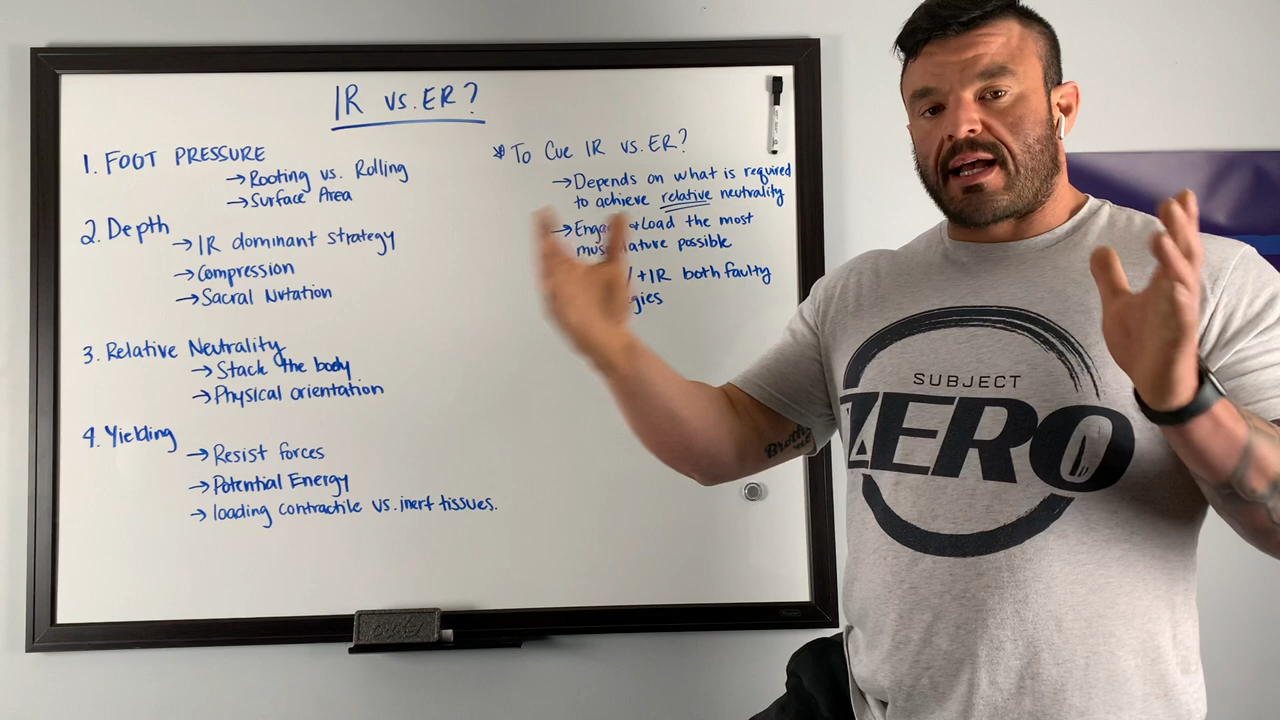 IR vs. ER?
1. FOOT PRESSURE
→ Rooting vs. Rolling
→ Surface Area
2. Depth
→ IR dominant strategy
→ Compression
→ Sacral Nutation
3. Relative Neutrality
→ Stack the body
→ Physical orientation
4. Yielding
→ Resist forces
→ Potential Energy
→ loading contractile vs. inert tissues.
* To Cue IR vs. ER?
→ Depends on what is required
to achieve relative neutrality
→ + Load the most
possible
+ IR both faulty
SUBJECT
ZERO